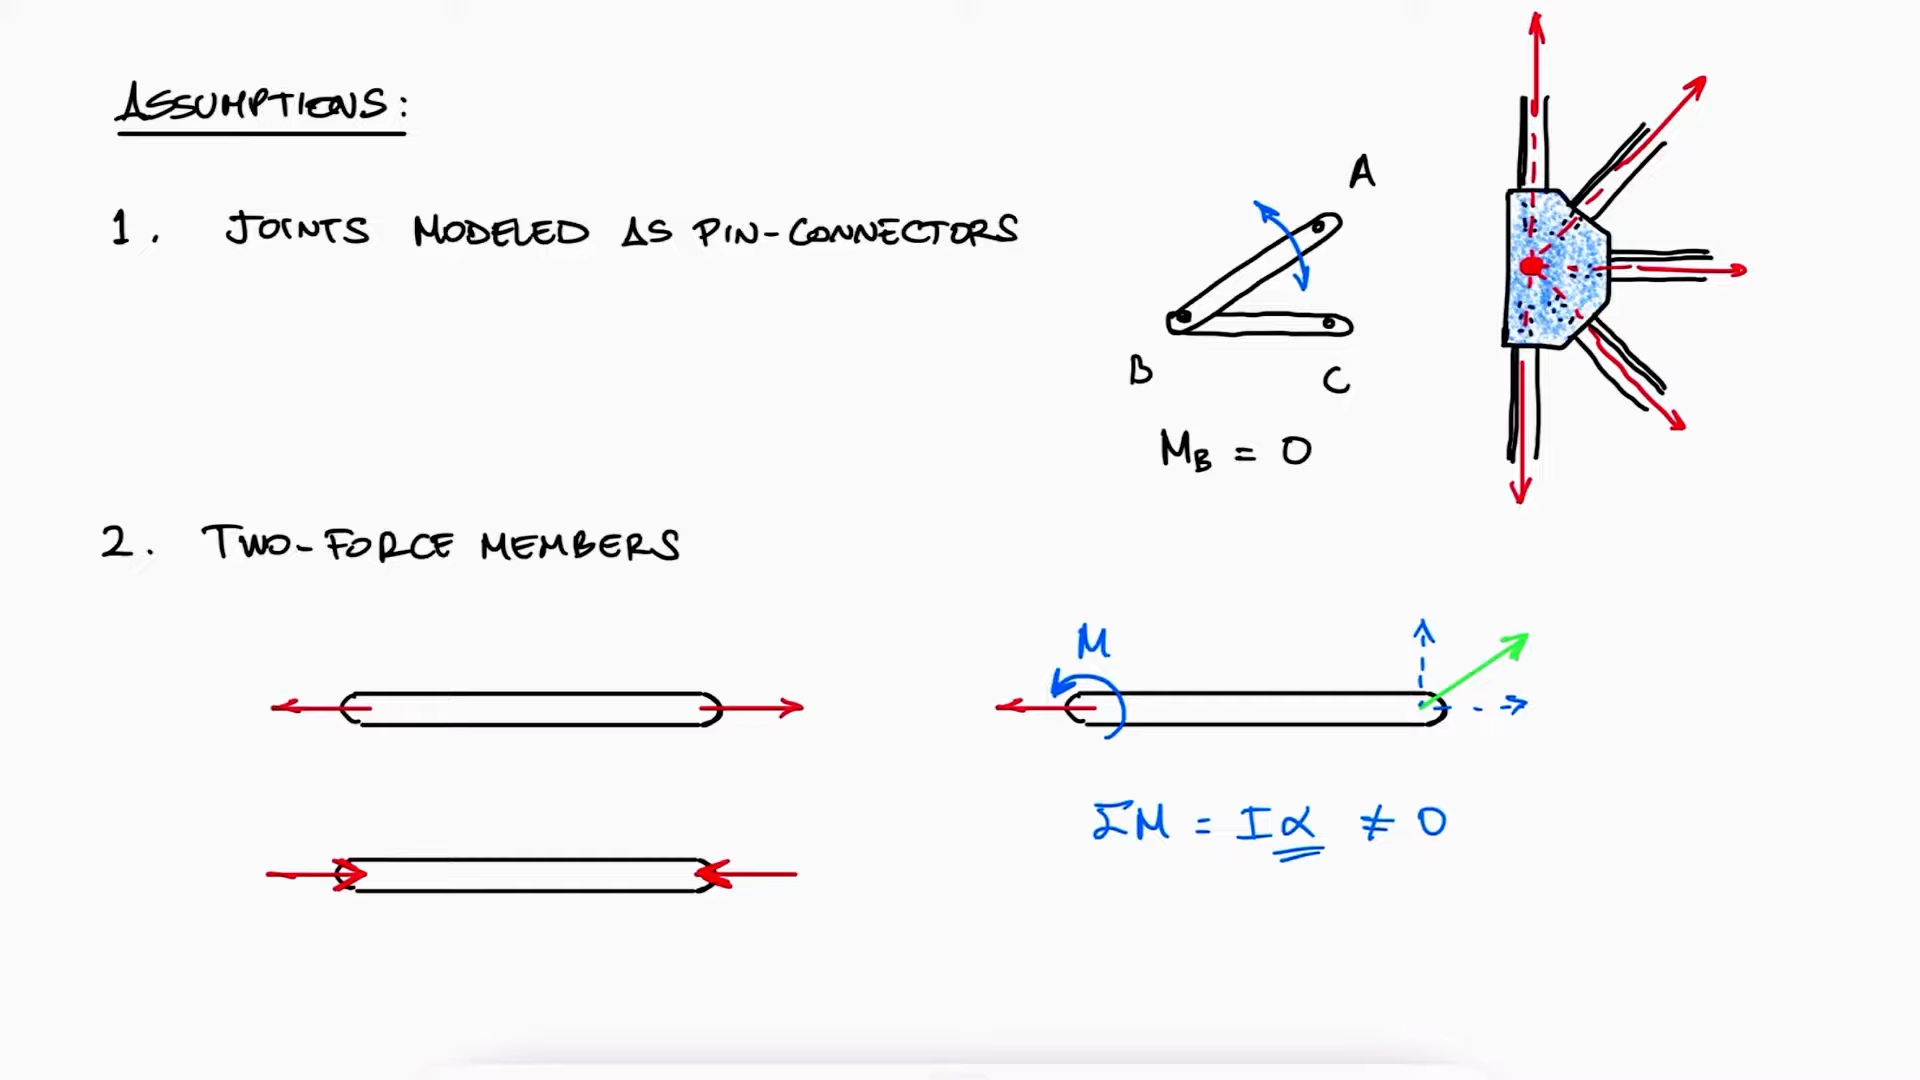 ASSUMPTIONS:
1. JOINTS MODELED AS PIN-CONNECTORS
A
B
C
M_B = 0
2. TWO-FORCE MEMBERS
M
ΣM = Iα ≠ 0